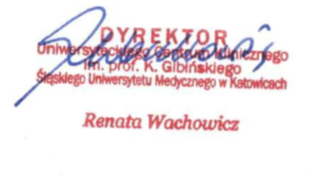 DYREKTOR
Uniwersyteckiego Centrum Klinicznego
im. prof. K. Gibińskiego
Śląskiego Uniwersytetu Medycznego w Katowicach
Renata Wachowicz